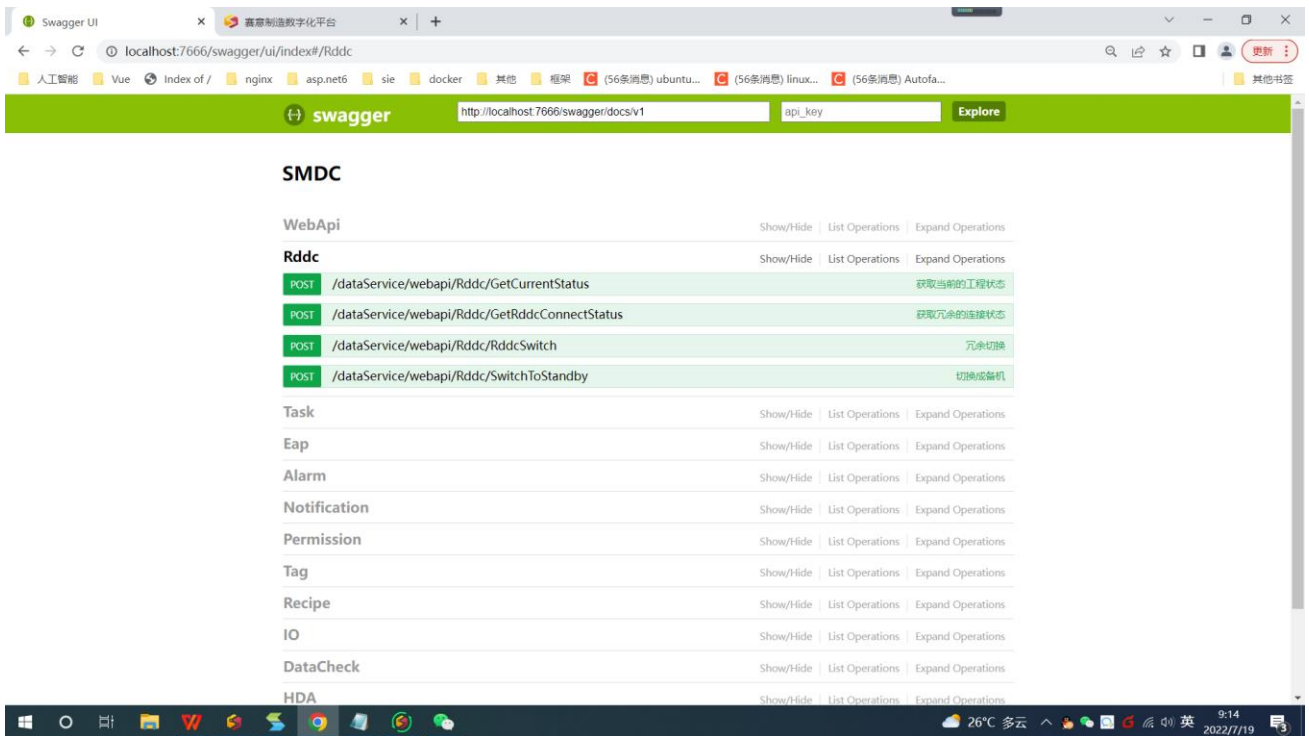 Swagger UI
赛意制造数字化平台
localhost:7666/swagger/ui/index#/Rddc
更新
人工智能 Vue Index of / nginx asp.net6 sie docker 其他 框架 (56条消息) ubuntu... (56条消息) linux... (56条消息) Autofa... 其他书签
swagger http://localhost:7666/swagger/docs/v1 api_key Explore
SMDC
WebApi Show/Hide List Operations Expand Operations
Rddc Show/Hide List Operations Expand Operations
POST /dataService/webapi/Rddc/GetCurrentStatus 获取当前的工程状态
POST /dataService/webapi/Rddc/GetRddcConnectStatus 获取冗余的连接状态
POST /dataService/webapi/Rddc/RddcSwitch 冗余切换
POST /dataService/webapi/Rddc/SwitchToStandby 切换成备机
Task Show/Hide List Operations Expand Operations
Eap Show/Hide List Operations Expand Operations
Alarm Show/Hide List Operations Expand Operations
Notification Show/Hide List Operations Expand Operations
Permission Show/Hide List Operations Expand Operations
Tag Show/Hide List Operations Expand Operations
Recipe Show/Hide List Operations Expand Operations
IO Show/Hide List Operations Expand Operations
DataCheck Show/Hide List Operations Expand Operations
HDA Show/Hide List Operations Expand Operations
26°C 多云 英 9:14
2022/7/19 3